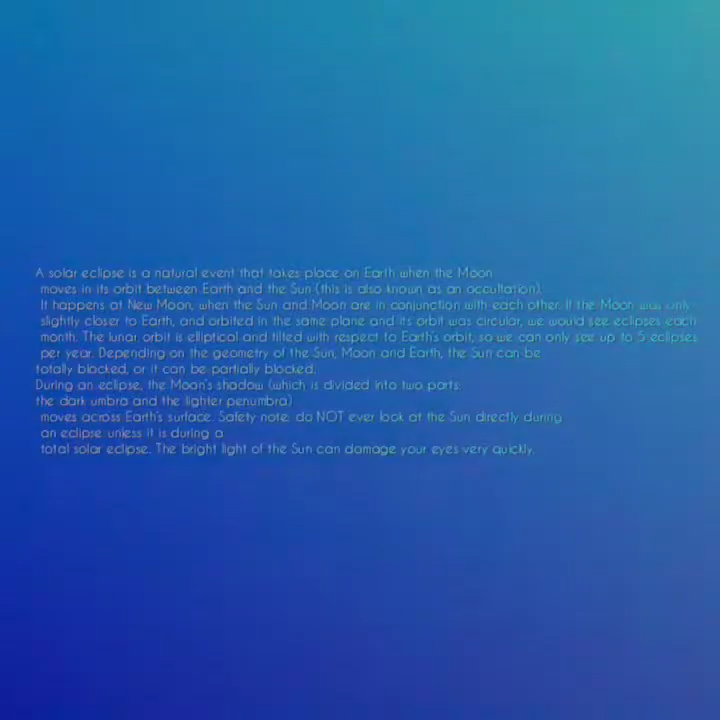 A solar eclipse is a natural event that takes place on Earth when the Moon
moves in its orbit between Earth and the Sun (this is also known as an occultation).
It happens at New Moon, when the Sun and Moon are in conjunction with each other. If the Moon was only
slightly closer to Earth, and orbited in the same plane and its orbit was circular, we would see eclipses each
month. The lunar orbit is elliptical and tilted with respect to Earth's orbit, so we can only see up to 5 eclipses
per year. Depending on the geometry of the Sun, Moon and Earth, the Sun can be
totally blocked, or it can be partially blocked.
During an eclipse, the Moon's shadow (which is divided into two parts:
the dark umbra and the lighter penumbra)
moves across Earth's surface. Safety note: do NOT ever look at the Sun directly during
an eclipse unless it is during a
total solar eclipse. The bright light of the Sun can damage your eyes very quickly.